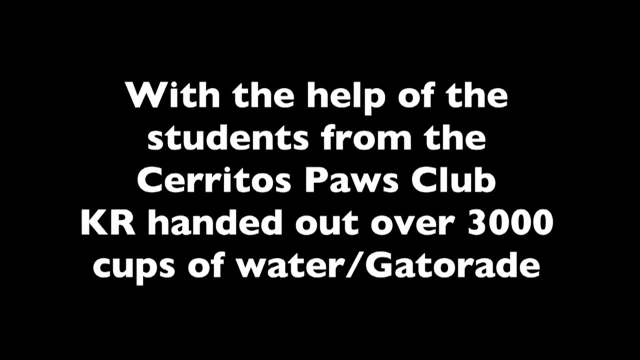 With the help of the
students from the
Cerritos Paws Club
KR handed out over 3000
cups of water/Gatorade